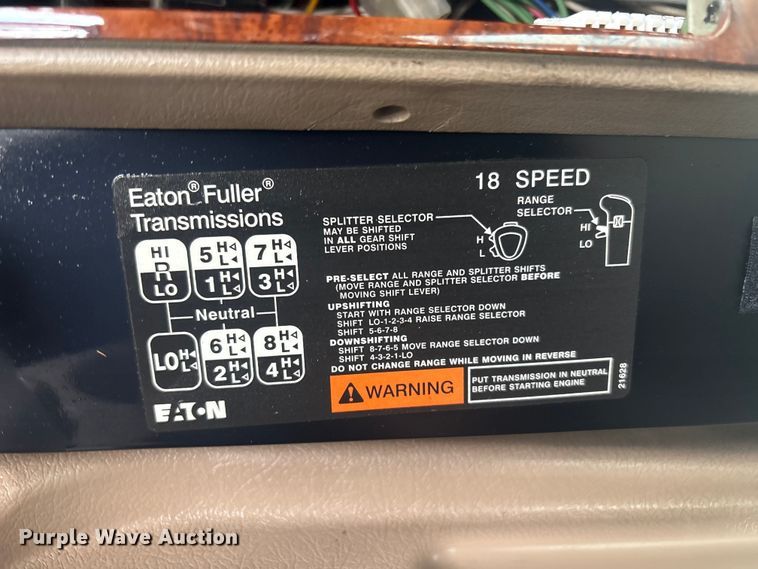 Eaton® Fuller®
Transmissions
18 SPEED
HI
R
LO
5 H L
1 H L
7 H L
3 H L
Neutral
LO H L
6 H L
2 H L
8 H L
4 H L
EATON
SPLITTER SELECTOR
MAY BE SHIFTED
IN ALL GEAR SHIFT
LEVER POSITIONS
H
L
RANGE
SELECTOR
HI
LO
PRE-SELECT ALL RANGE AND SPLITTER SHIFTS
(MOVE RANGE AND SPLITTER SELECTOR BEFORE
MOVING SHIFT LEVER)
UPSHIFTING
START WITH RANGE SELECTOR DOWN
SHIFT LO-1-2-3-4 RAISE RANGE SELECTOR
SHIFT 5-6-7-8
DOWNSHIFTING
SHIFT 8-7-6-5 MOVE RANGE SELECTOR DOWN
SHIFT 4-3-2-1-LO
DO NOT CHANGE RANGE WHILE MOVING IN REVERSE
WARNING
PUT TRANSMISSION IN NEUTRAL
BEFORE STARTING ENGINE
21628
Purple Wave Auction